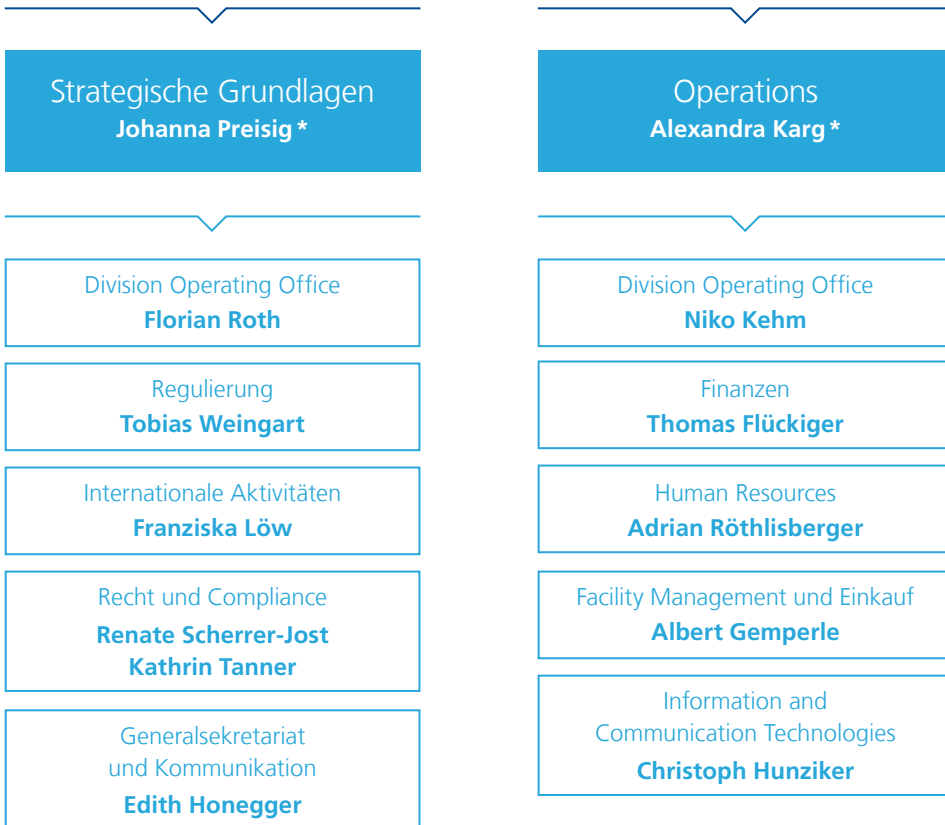 Strategische Grundlagen
Johanna Preisig *
Division Operating Office
Florian Roth
Regulierung
Tobias Weingart
Internationale Aktivitäten
Franziska Löw
Recht und Compliance
Renate Scherrer-Jost
Kathrin Tanner
Generalsekretariat
und Kommunikation
Edith Honegger
Operations
Alexandra Karg *
Division Operating Office
Niko Kehm
Finanzen
Thomas Flückiger
Human Resources
Adrian Röthlisberger
Facility Management und Einkauf
Albert Gemperle
Information and
Communication Technologies
Christoph Hunziker